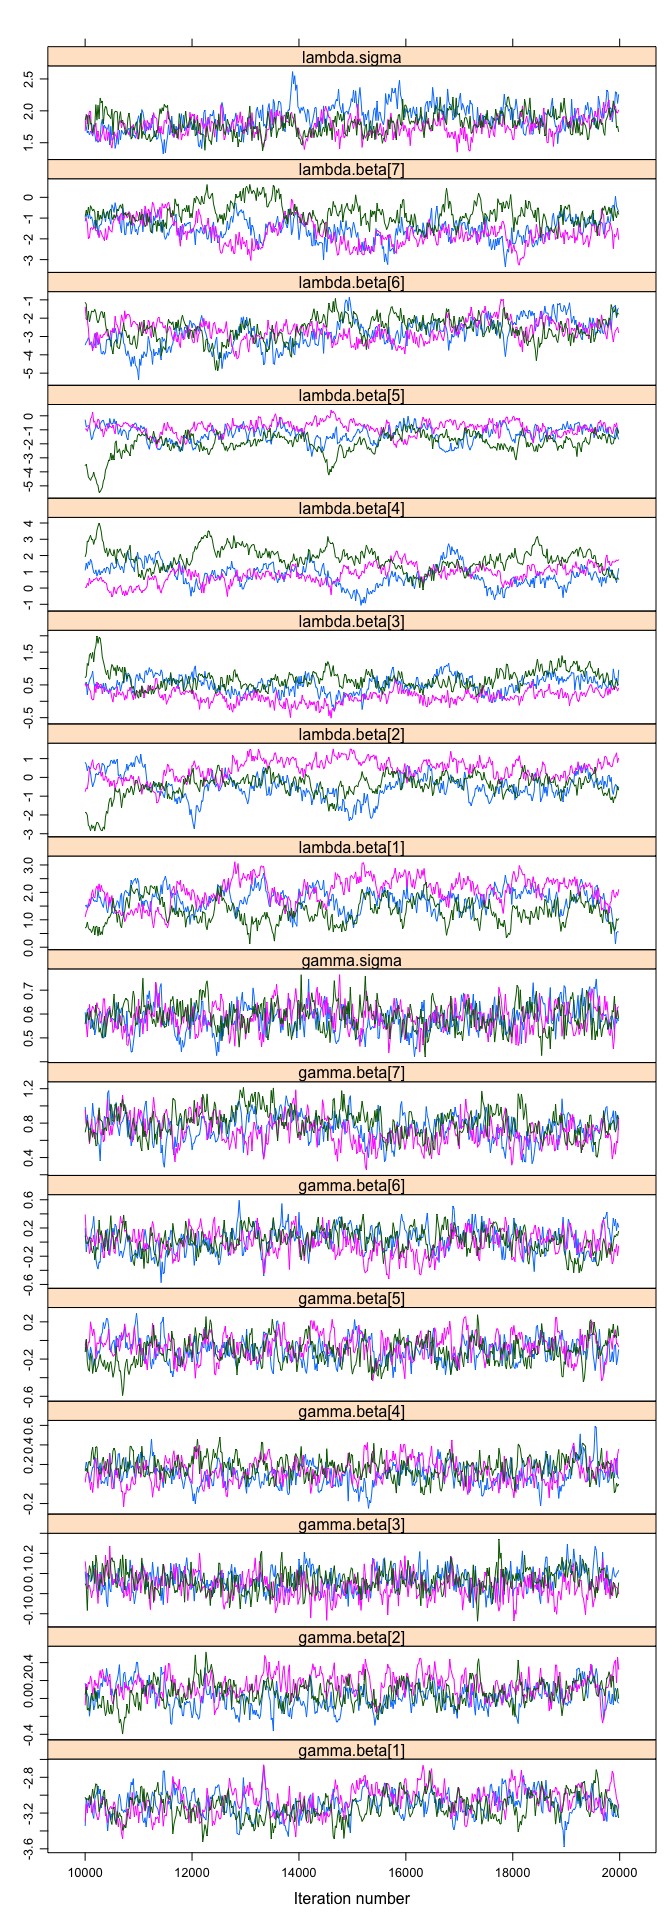 lambda.sigma
1.5 2.0 2.5
lambda.beta[7]
-3 -2 -1 0
lambda.beta[6]
-5 -4 -3 -2 -1
lambda.beta[5]
-5 -4 -3 -2 -1 0
lambda.beta[4]
-1 0 1 2 3 4
lambda.beta[3]
-0.5 0.5 1.5
lambda.beta[2]
-3 -2 -1 0 1
lambda.beta[1]
0.0 1.0 2.0 3.0
gamma.sigma
0.5 0.6 0.7
gamma.beta[7]
0.4 0.8 1.2
gamma.beta[6]
-0.6 -0.2 0.2 0.6
gamma.beta[5]
-0.6 -0.2 0.2
gamma.beta[4]
-0.2 0.2 0.4 0.6
gamma.beta[3]
-0.1 0.0 0.1 0.2
gamma.beta[2]
-0.4 0.0 0.2 0.4
gamma.beta[1]
-3.6 -3.2 -2.8
10000 12000 14000 16000 18000 20000
Iteration number